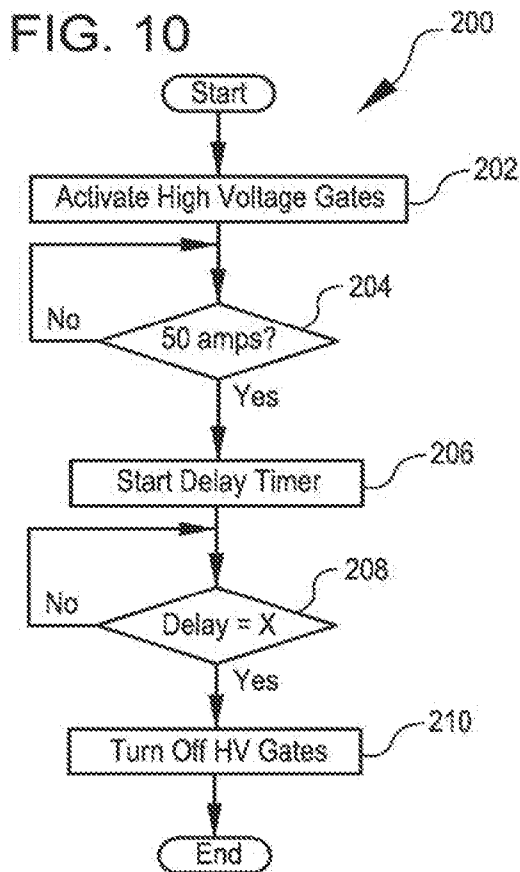 FIG. 10
200
Start
Activate High Voltage Gates
202
204
50 amps?
No
Yes
Start Delay Timer
206
208
Delay = X
No
Yes
210
Turn Off HV Gates
End